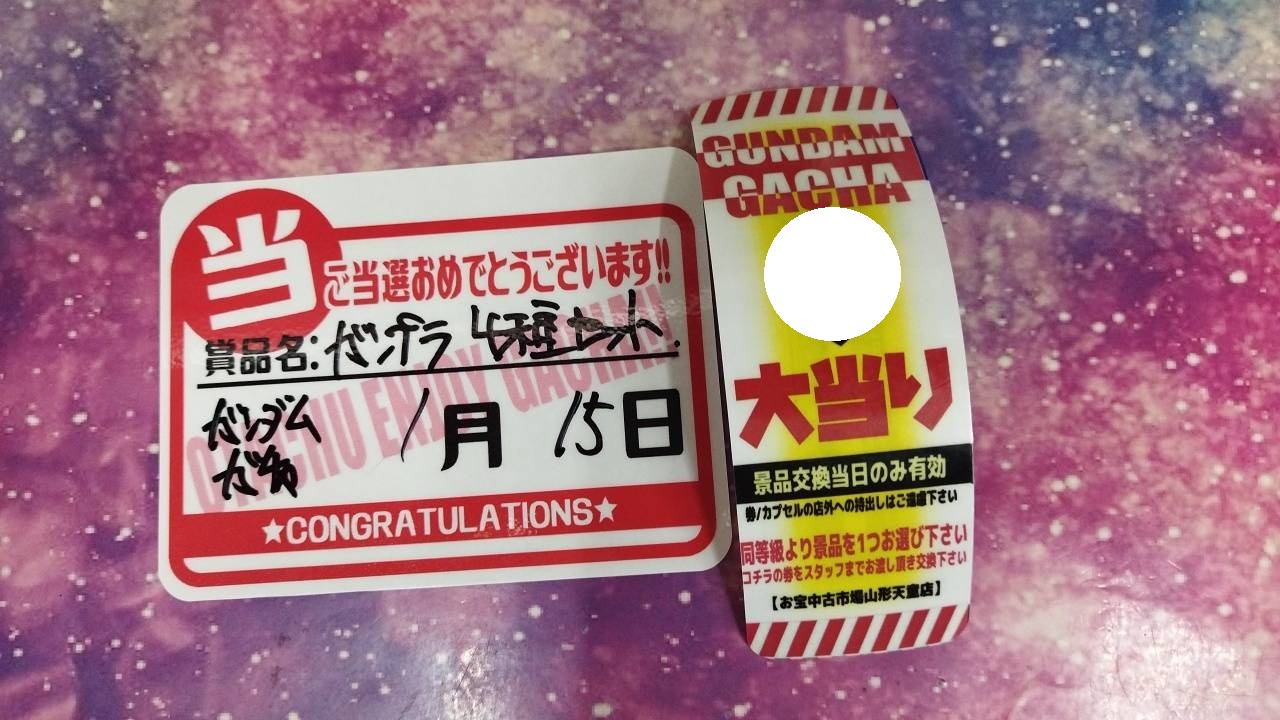 当
ご当選おめでとうございます!!
賞品名:ガンプラ 4種セット
ガンダム
ガチャ
1月 15日
OTAKACHU ENJOY GACHA!!
★CONGRATULATIONS★
GUNDAM
GACHA
大当り
景品交換当日のみ有効
券/カプセルの店外への持出しはご遠慮下さい
同等級より景品を1つお選び下さい
コチラの券をスタッフまでお渡し頂き交換下さい
【お宝中古市場山形天童店】